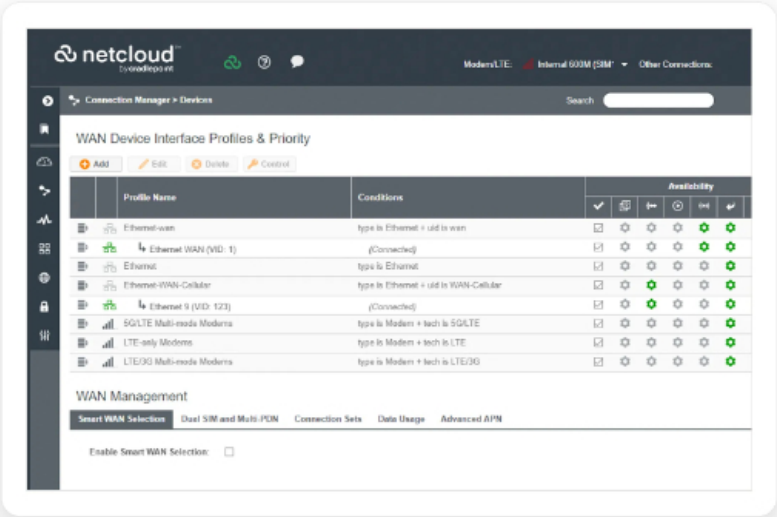 netcloud
by cradlepoint
Modem/LTE: Internal 600M (SIM* Other Connections:
Connection Manager > Devices Search
WAN Device Interface Profiles & Priority
Add Edit Delete Control
Availability
Profile Name Conditions
Ethernet-wan type is Ethernet + uid is wan
Ethernet WAN (VID: 1) (Connected)
Ethernet type is Ethernet
Ethernet-WAN-Cellular type is Ethernet + uid is WAN-Cellular
Ethernet 9 (VID: 123) (Connected)
5G/LTE Multi-mode Modems type is Modem + tech is 5G/LTE
LTE-only Modems type is Modem + tech is LTE
LTE/3G Multi-mode Modems type is Modem + tech is LTE/3G
WAN Management
Smart WAN Selection Dual SIM and Multi-PDN Connection Sets Data Usage Advanced APN
Enable Smart WAN Selection: